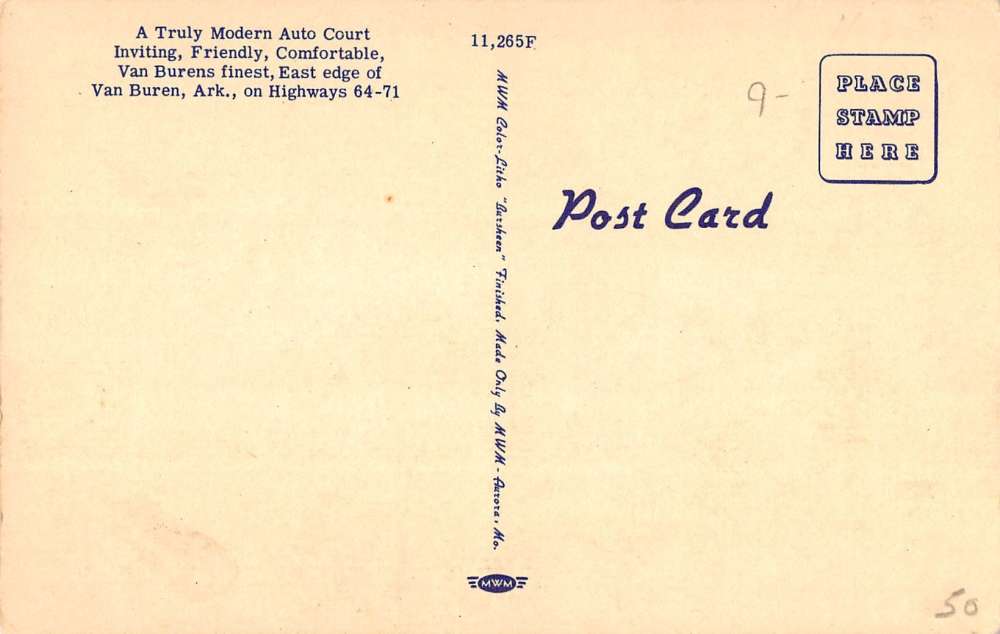 A Truly Modern Auto Court
Inviting, Friendly, Comfortable,
Van Burens finest, East edge of
Van Buren, Ark., on Highways 64-71
11,265F
MWM Color-Litho "Larsheen" Finished. Made Only By MWM - Aurora, Mo.
MWM
9-
PLACE
STAMP
HERE
Post Card
50